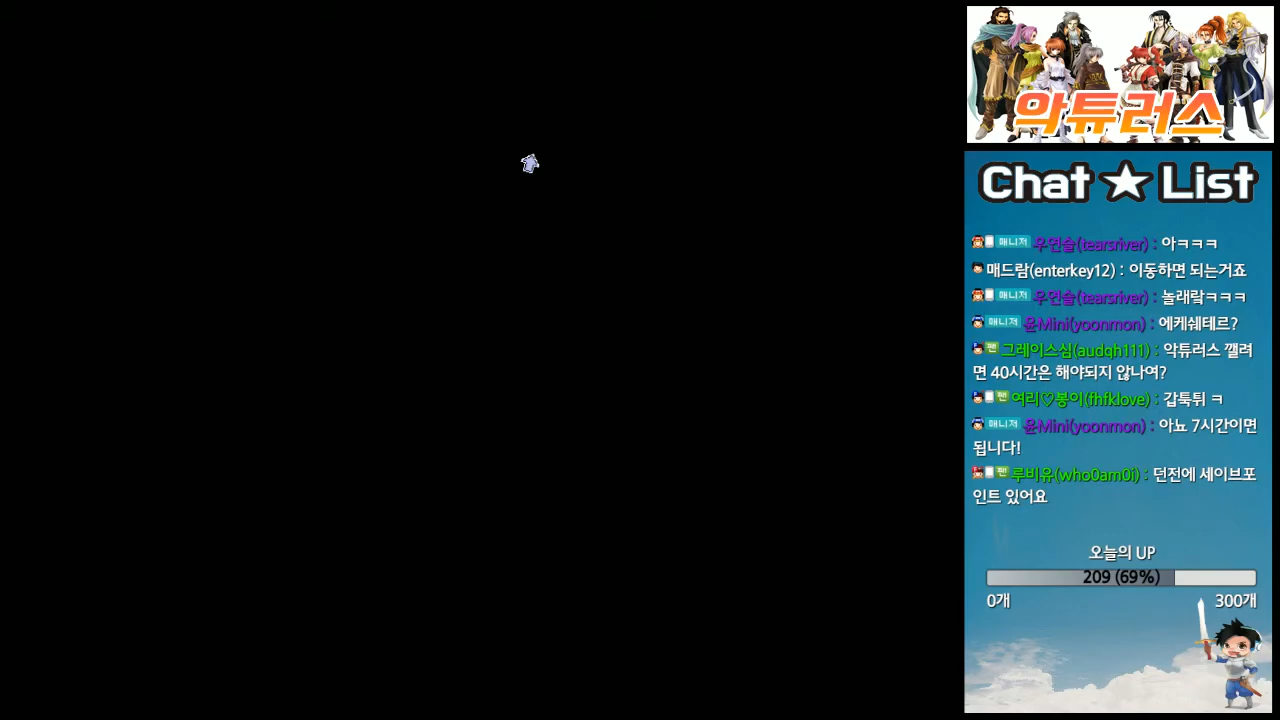 악튜러스
Chat ★ List
매니저 우연슬(tearsriver) : 아ㅋㅋㅋ
매드람(enterkey12) : 이동하면 되는거죠
매니저 우연슬(tearsriver) : 놀래랔ㅋㅋㅋ
매니저 윤Mini(yoonmon) : 에케쉐테르?
팬 그레이스심(audqh111) : 악튜러스 깰려
면 40시간은 해야되지 않나여?
팬 여리♡봉이(fhfklove) : 갑툭튀 ㅋ
매니저 윤Mini(yoonmon) : 아뇨 7시간이면
됩니다!
팬 루비유(who0am0i) : 던전에 세이브포
인트 있어요
오늘의 UP
209 (69%)
0개 300개